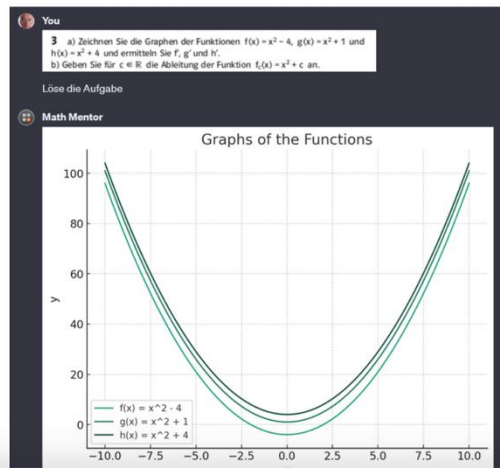 You
3 a) Zeichnen Sie die Graphen der Funktionen f(x) = x² - 4, g(x) = x² + 1 und
h(x) = x² + 4 und ermitteln Sie f', g' und h'.
b) Geben Sie für c ∈ ℝ die Ableitung der Funktion f_c(x) = x² + c an.
Löse die Aufgabe
Math Mentor
Graphs of the Functions
100
80
60
40
20
0
y
f(x) = x^2 - 4
g(x) = x^2 + 1
h(x) = x^2 + 4
−10.0 −7.5 −5.0 −2.5 0.0 2.5 5.0 7.5 10.0